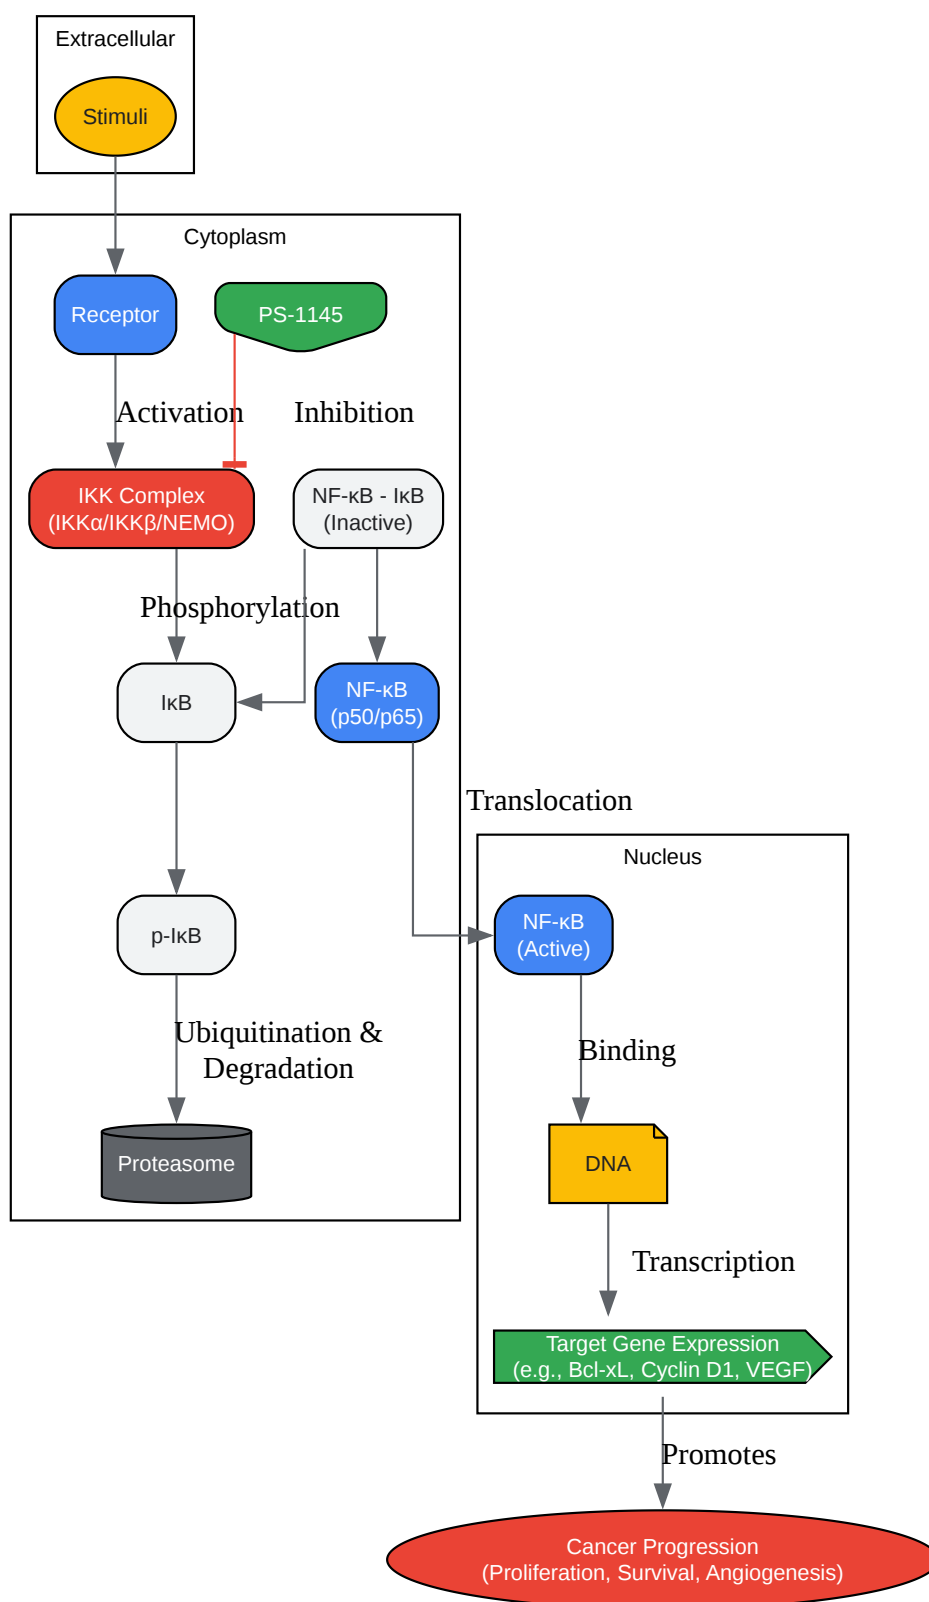 Extracellular
Stimuli
Cytoplasm
Receptor
PS-1145
Activation
Inhibition
IKK Complex
(IKKα/IKKβ/NEMO)
NF-κB - IκB
(Inactive)
Phosphorylation
IκB
NF-κB
(p50/p65)
Translocation
Nucleus
p-IκB
NF-κB
(Active)
Ubiquitination &
Degradation
Binding
Proteasome
DNA
Transcription
Target Gene Expression
(e.g., Bcl-xL, Cyclin D1, VEGF)
Promotes
Cancer Progression
(Proliferation, Survival, Angiogenesis)